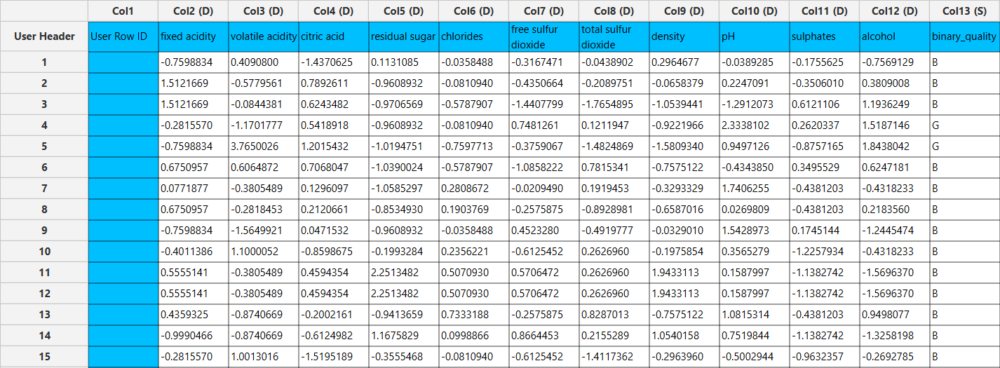 Col1 Col2 (D) Col3 (D) Col4 (D) Col5 (D) Col6 (D) Col7 (D) Col8 (D) Col9 (D) Col10 (D) Col11 (D) Col12 (D) Col13 (S)
User Header User Row ID fixed acidity volatile acidity citric acid residual sugar chlorides free sulfur dioxide total sulfur dioxide density pH sulphates alcohol binary_quality
1 -0.7598834 0.4090800 -1.4370625 0.1131085 -0.0358488 -0.3167471 -0.0438902 0.2964677 -0.0389285 -0.1755625 -0.7569129 B
2 1.5121669 -0.5779561 0.7892611 -0.9608932 -0.0810940 -0.4350664 -0.2089751 -0.0658379 0.2247091 -0.3506010 0.3809008 B
3 1.5121669 -0.0844381 0.6243482 -0.9706569 -0.5787907 -1.4407799 -1.7654895 -1.0539441 -1.2912073 0.6121106 1.1936249 B
4 -0.2815570 -1.1701777 0.5418918 -0.9608932 -0.0810940 0.7481261 0.1211947 -0.9221966 2.3338102 0.2620337 1.5187146 G
5 -0.7598834 3.7650026 1.2015432 -1.0194751 -0.7597713 -0.3759067 -1.4824869 -1.5809340 0.9497126 -0.8757165 1.8438042 G
6 0.6750957 0.6064872 0.7068047 -1.0390024 -0.5787907 -1.0858222 0.7815341 -0.7575122 -0.4343850 0.3495529 0.6247181 B
7 0.0771877 -0.3805489 0.1296097 -1.0585297 0.2808672 -0.0209490 0.1919453 -0.3293329 1.7406255 -0.4381203 -0.4318233 B
8 0.6750957 -0.2818453 0.2120661 -0.8534930 0.1903769 -0.2575875 -0.8928981 -0.6587016 0.0269809 -0.4381203 0.2183560 B
9 -0.7598834 -1.5649921 0.0471532 -0.9608932 -0.0358488 0.4523280 -0.4919777 -0.0329010 1.5428973 0.1745144 -1.2445474 B
10 -0.4011386 1.1000052 -0.8598675 -0.1993284 0.2356221 -0.6125452 0.2626960 -0.1975854 0.3565279 -1.2257934 -0.4318233 B
11 0.5555141 -0.3805489 0.4594354 2.2513482 0.5070930 0.5706472 0.2626960 1.9433113 0.1587997 -1.1382742 -1.5696370 B
12 0.5555141 -0.3805489 0.4594354 2.2513482 0.5070930 0.5706472 0.2626960 1.9433113 0.1587997 -1.1382742 -1.5696370 B
13 0.4359325 -0.8740669 -0.2002161 -0.9413659 0.7333188 -0.2575875 0.8287013 -0.7575122 1.0815314 -0.4381203 0.9498077 B
14 -0.9990466 -0.8740669 -0.6124982 1.1675829 0.0998866 0.8664453 0.2155289 1.0540158 0.7519844 -1.1382742 -1.3258198 B
15 -0.2815570 1.0013016 -1.5195189 -0.3555468 -0.0810940 -0.6125452 -1.4117362 -0.2963960 -0.5002944 -0.9632357 -0.2692785 B